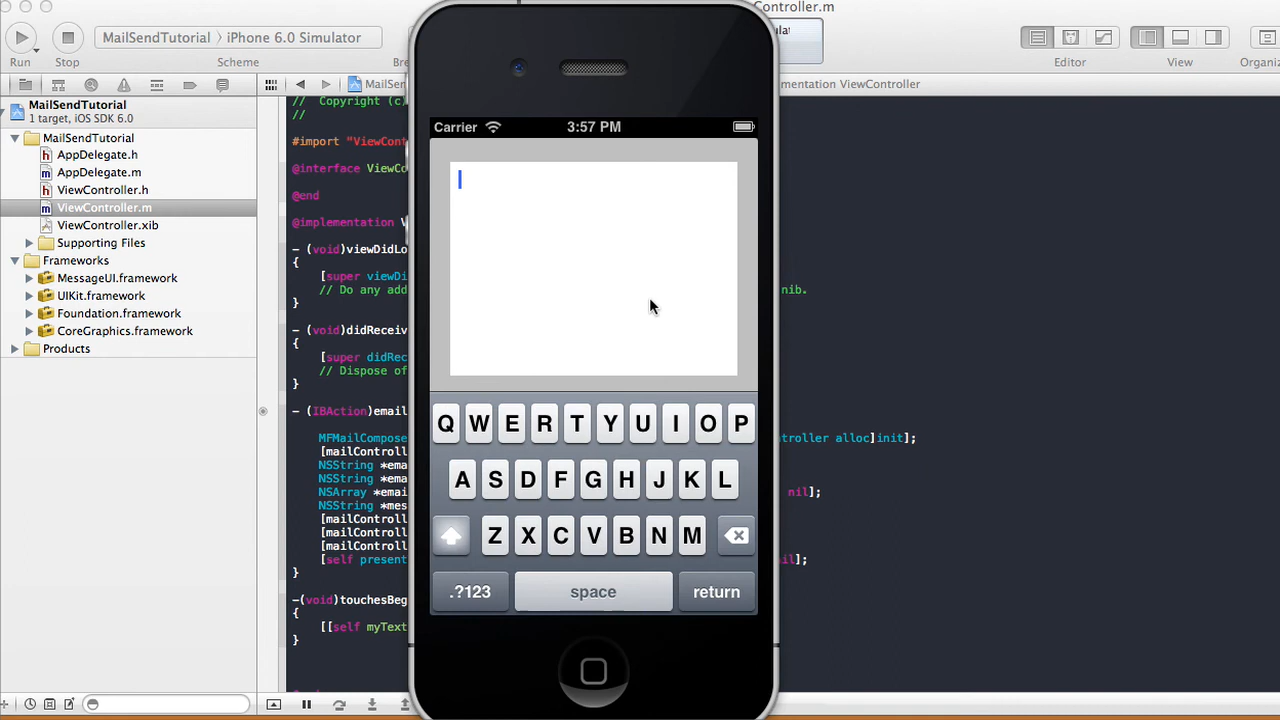 Controller.m
MailSendTutorial
iPhone 6.0 Simulator
Run
Stop
Scheme
Editor
View
MailSendTutorial
1 target, iOS SDK 6.0
MailSendTutorial
AppDelegate.h
AppDelegate.m
ViewController.h
ViewController.m
ViewController.xib
Supporting Files
Frameworks
MessageUI.framework
UIKit.framework
Foundation.framework
CoreGraphics.framework
Products
MailSen
mentation ViewController
// Copyright (c)
//
#import "ViewCont
@interface ViewCo
@end
@implementation V
- (void)viewDidLo
{
[super viewDi
// Do any add
nib.
}
- (void)didReceiv
{
[super didRec
// Dispose of
}
- (IBAction)email
MFMailCompose
ntroller alloc]init];
[mailControll
NSString *ema
NSString *ema
NSArray *emai
nil];
NSString *mes
[mailControll
[mailControll
[mailControll
[self present
nil];
}
-(void)touchesBeg
{
[[self myText
}
Carrier
3:57 PM
Q W E R T Y U I O P
A S D F G H J K L
Z X C V B N M
.?123
space
return